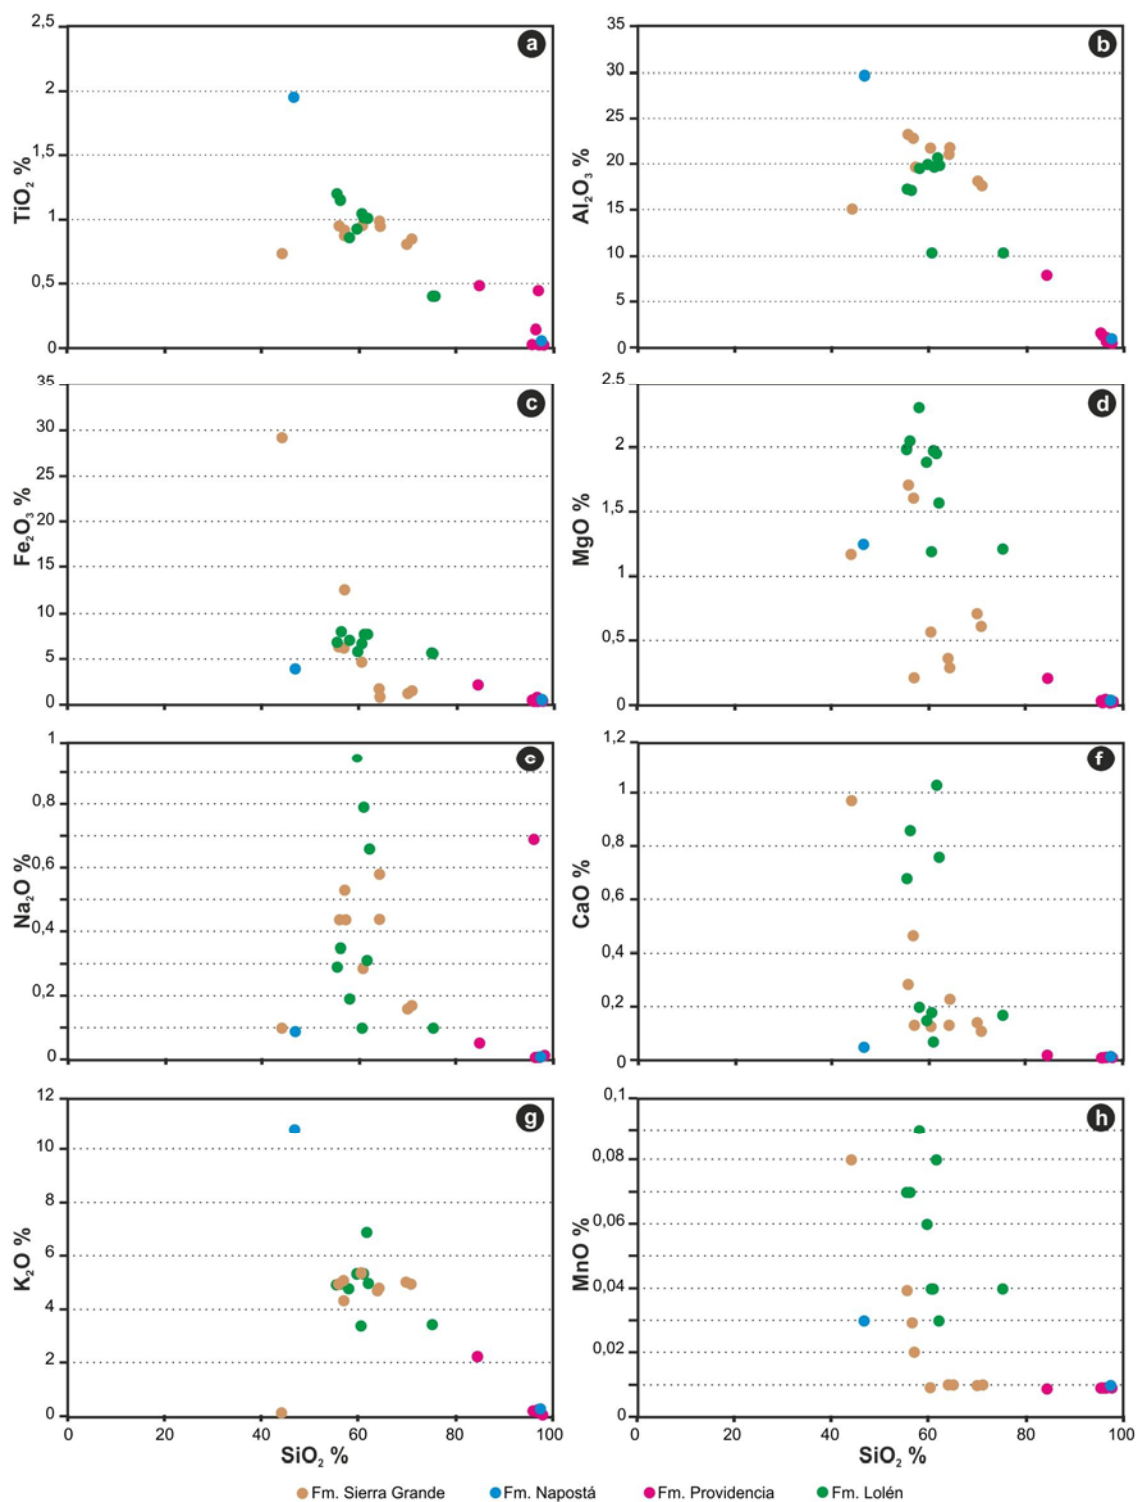 2,5
2
1,5
1
0,5
0
TiO2 %
a
35
30
25
20
15
10
5
0
Al2O3 %
b
35
30
25
20
15
10
5
0
Fe2O3 %
c
2.5
2
1,5
1
0,5
0
MgO %
d
1
0,8
0,6
0,4
0,2
0
Na2O %
e
1,2
1
0,8
0,6
0,4
0,2
0
CaO %
f
12
10
8
6
4
2
0
K2O %
g
0 20 40 60 80 100
SiO2 %
0,1
0,08
0,06
0,04
0,02
0
MnO %
h
0 20 40 60 80 100
SiO2 %
Fm. Sierra Grande Fm. Napostá Fm. Providencia Fm. Lolén